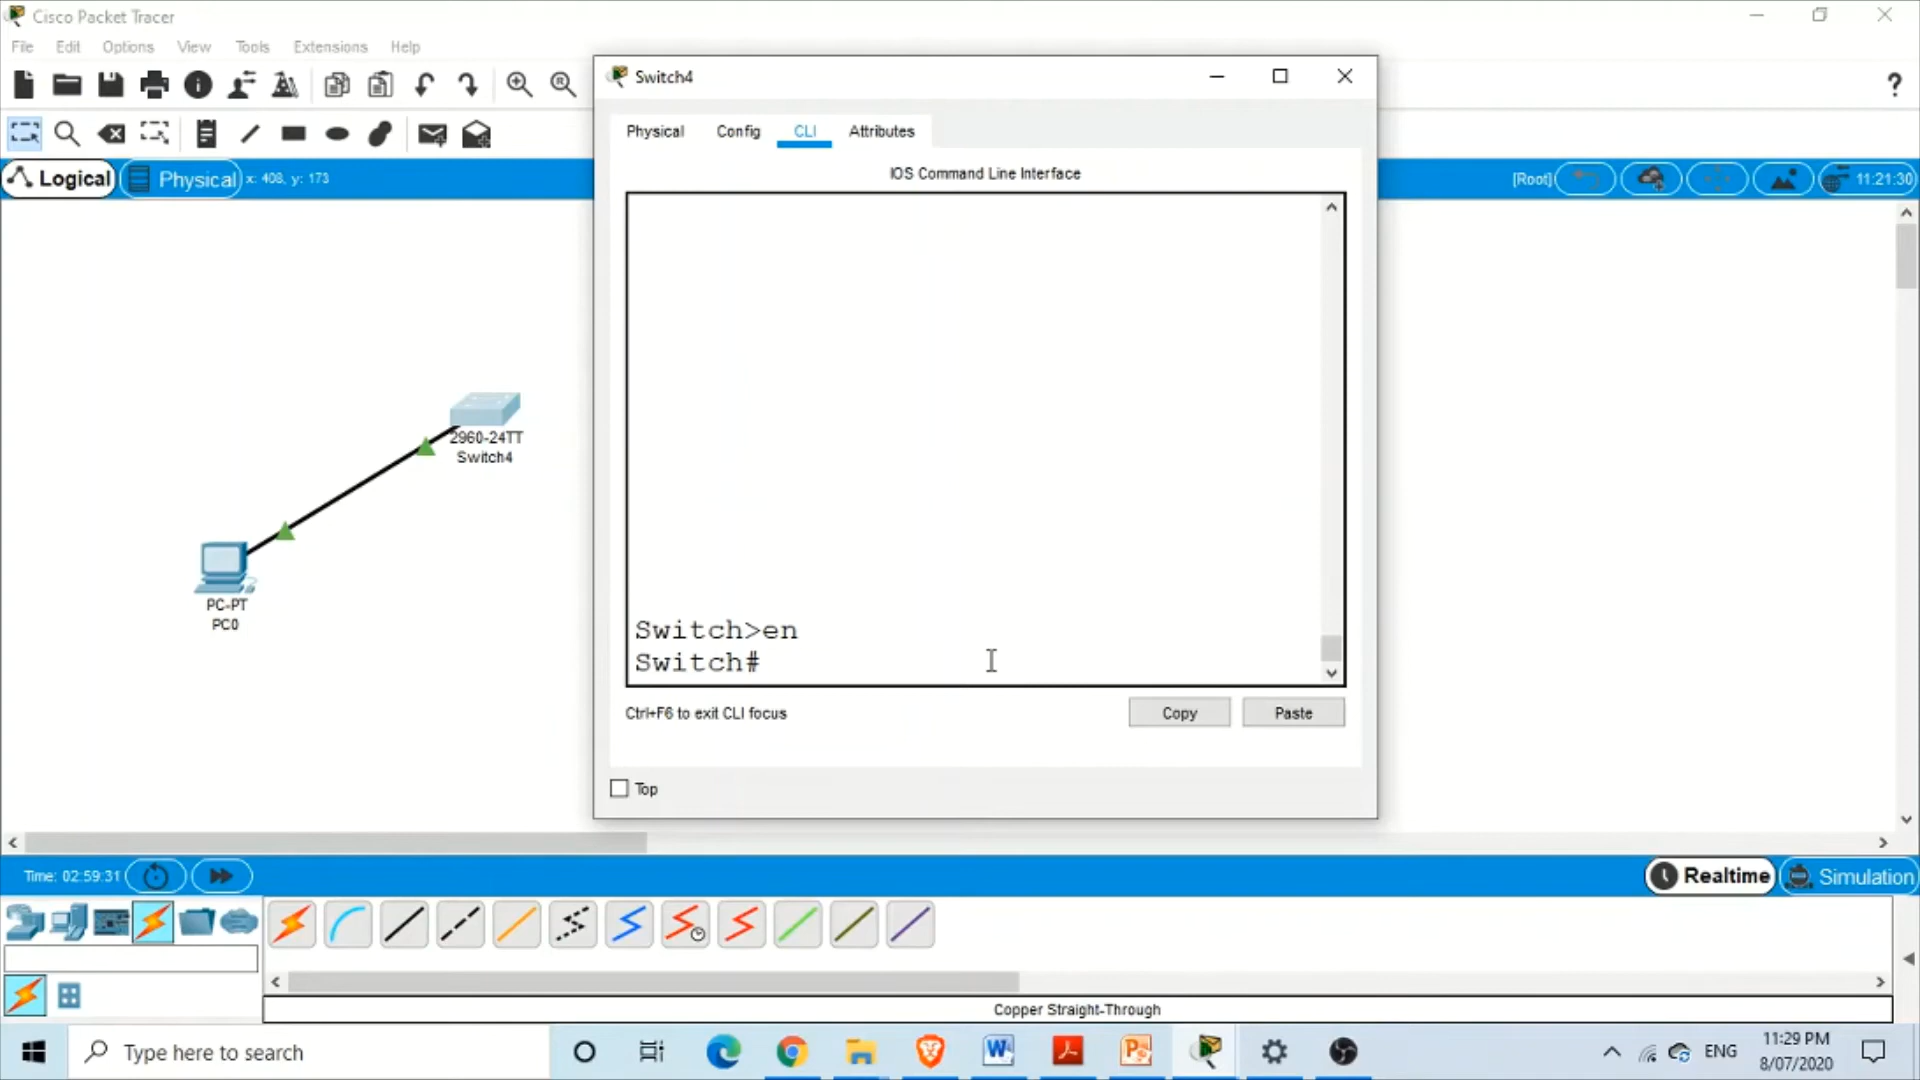 Cisco Packet Tracer
File Edit Options View Tools Extensions Help
?
Logical
Physical
x: 408, y: 173
[Root]
11:21:30
Switch4
Physical Config CLI Attributes
IOS Command Line Interface
Switch>en
Switch#
Ctrl+F6 to exit CLI focus
Copy
Paste
Top
2960-24TT
Switch4
PC-PT
PC0
Time: 02:59:31
Realtime
Simulation
Copper Straight-Through
Type here to search
ENG
11:29 PM
8/07/2020